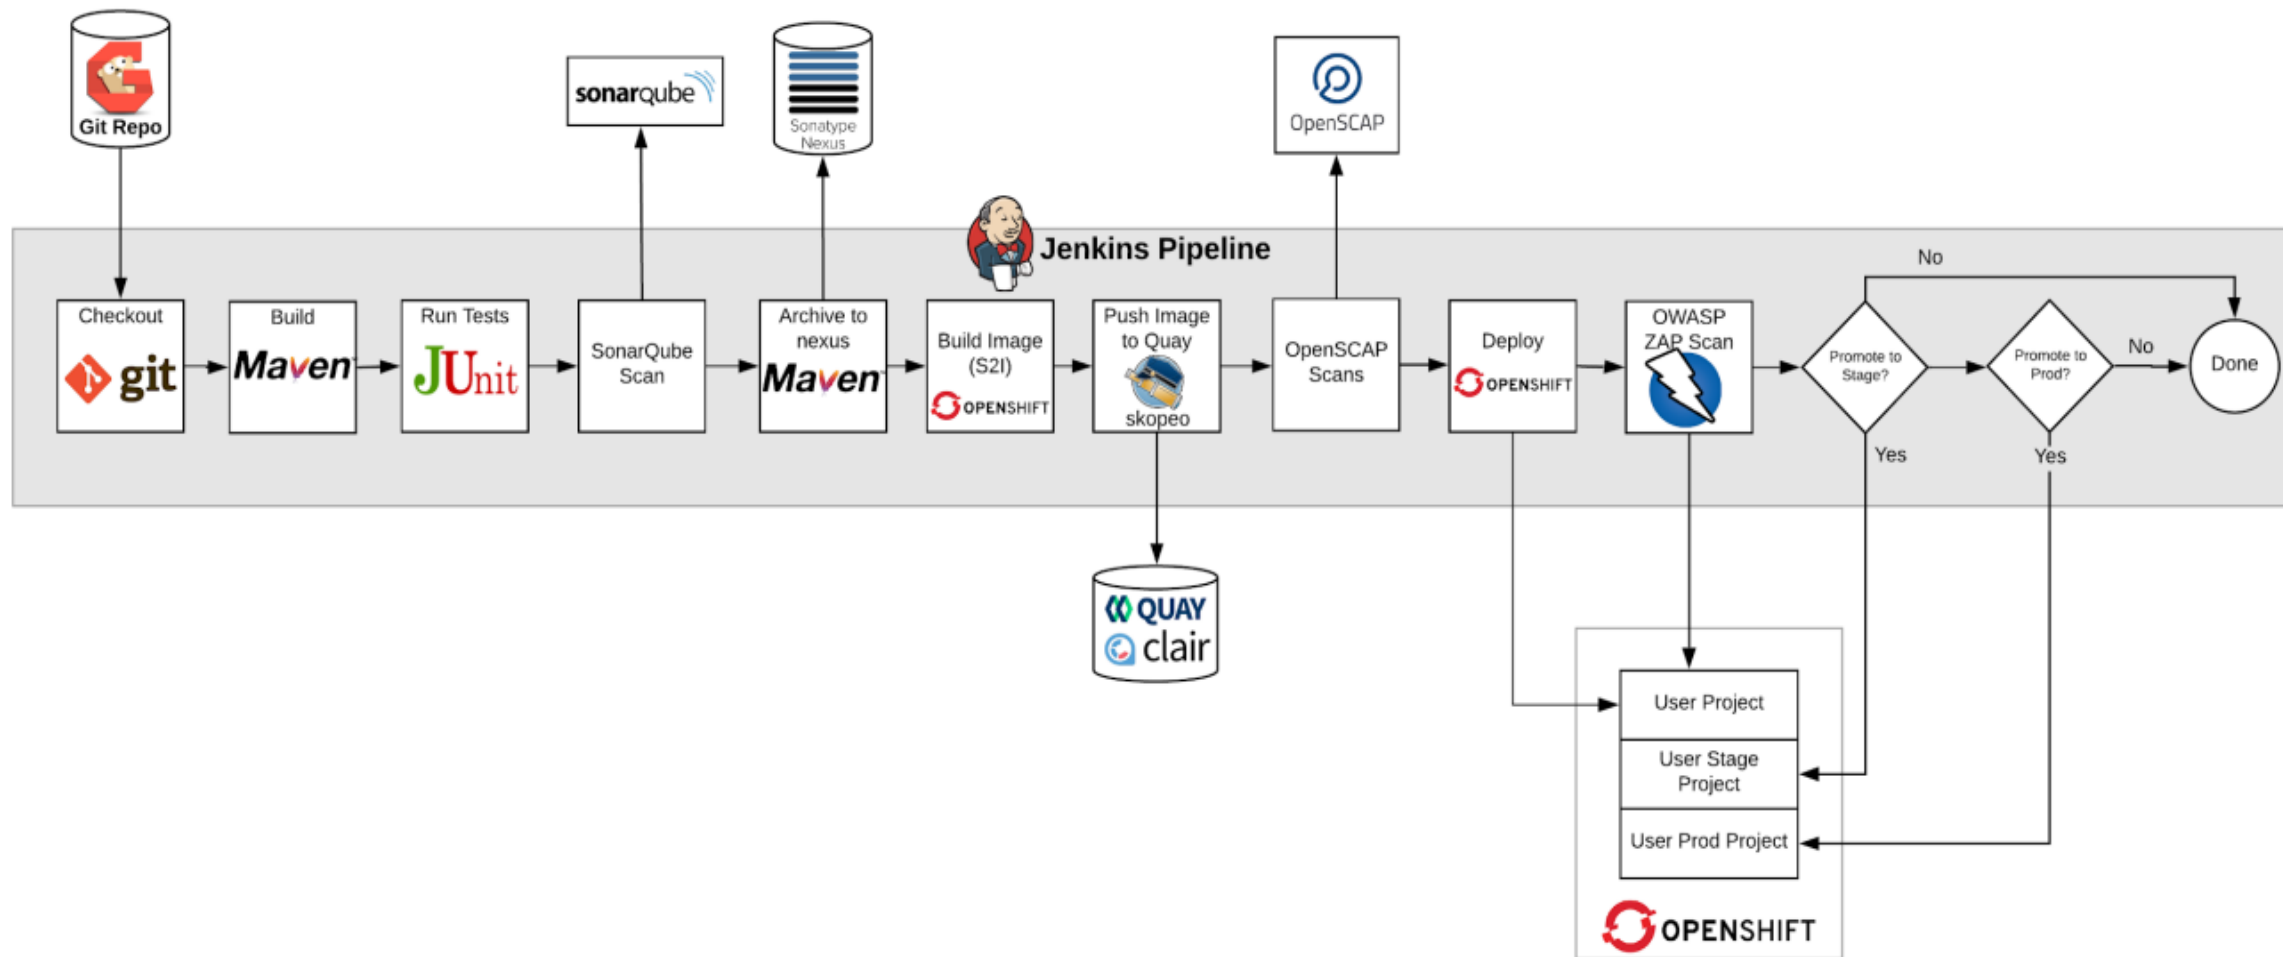 Git Repo
sonarqube
Sonatype
Nexus
OpenSCAP
Jenkins Pipeline
Checkout
git
Build
Maven™
Run Tests
JUnit
SonarQube
Scan
Archive to
nexus
Maven™
Build Image
(S2I)
OPENSHIFT
Push Image
to Quay
skopeo
OpenSCAP
Scans
Deploy
OPENSHIFT
OWASP
ZAP Scan
Promote to
Stage?
No
Yes
Promote to
Prod?
No
Yes
Done
QUAY
clair
User Project
User Stage
Project
User Prod Project
OPENSHIFT